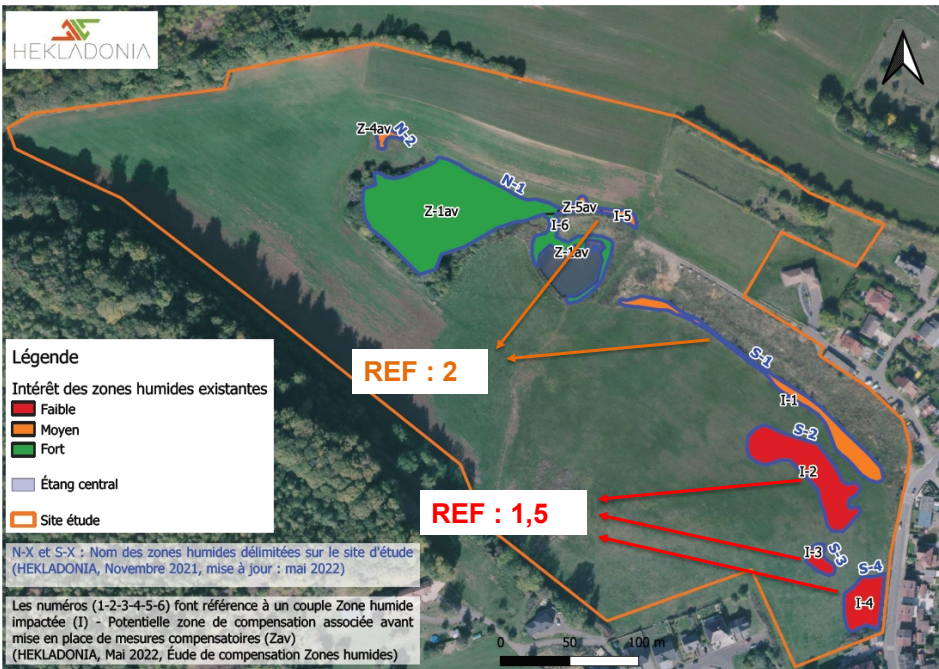 HEKLADONIA
Z-4av
N-2
Z-1av
N-1
Z-5av
I-5
I-6
Z-1av
REF : 2
S-1
I-1
S-2
I-2
REF : 1,5
I-3
S-3
S-4
I-4
Légende
Intérêt des zones humides existantes
Faible
Moyen
Fort
Étang central
Site étude
N-X et S-X : Nom des zones humides délimitées sur le site d'étude
(HEKLADONIA, Novembre 2021, mise à jour : mai 2022)
Les numéros (1-2-3-4-5-6) font référence à un couple Zone humide
impactée (I) - Potentielle zone de compensation associée avant
mise en place de mesures compensatoires (Zav)
(HEKLADONIA, Mai 2022, Éude de compensation Zones humides)
0 50 100 m